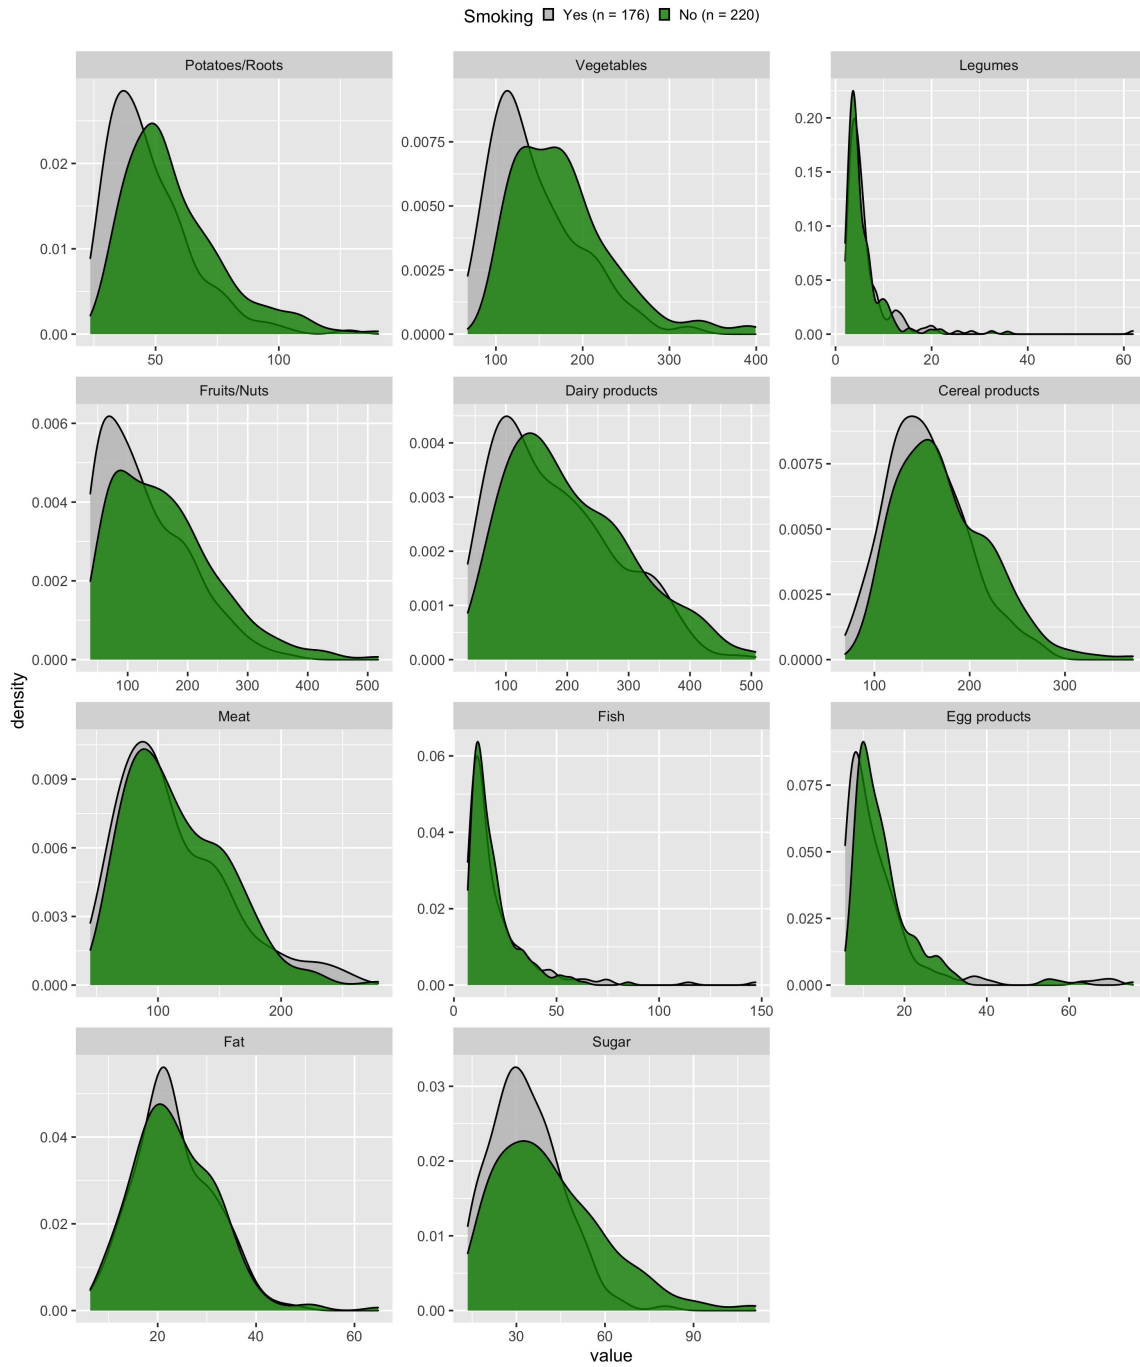 Smoking Yes (n = 176) No (n = 220)
Potatoes/Roots Vegetables Legumes
0.02
0.01
0.00
50 100
0.0075
0.0050
0.0025
0.0000
100 200 300 400
0.20
0.15
0.10
0.05
0.00
0 20 40 60
Fruits/Nuts Dairy products Cereal products
0.006
0.004
0.002
0.000
100 200 300 400 500
0.004
0.003
0.002
0.001
0.000
100 200 300 400 500
0.0075
0.0050
0.0025
0.0000
100 200 300
density
Meat Fish Egg products
0.009
0.006
0.003
0.000
100 200
0.06
0.04
0.02
0.00
0 50 100 150
0.075
0.050
0.025
0.000
20 40 60
Fat Sugar
0.04
0.02
0.00
20 40 60
0.03
0.02
0.01
0.00
30 60 90
value